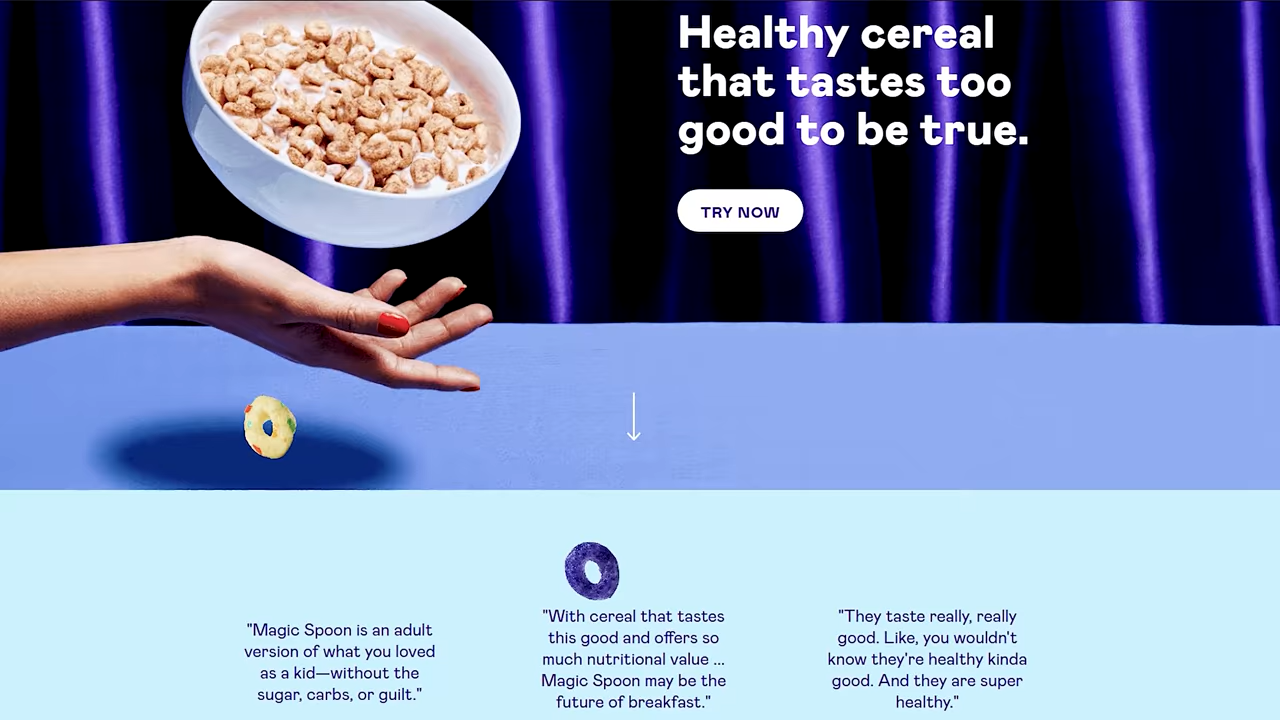 Healthy cereal
that tastes too
good to be true.
TRY NOW
"Magic Spoon is an adult
version of what you loved
as a kid—without the
sugar, carbs, or guilt."
"With cereal that tastes
this good and offers so
much nutritional value ...
Magic Spoon may be the
future of breakfast."
"They taste really, really
good. Like, you wouldn't
know they're healthy kinda
good. And they are super
healthy."